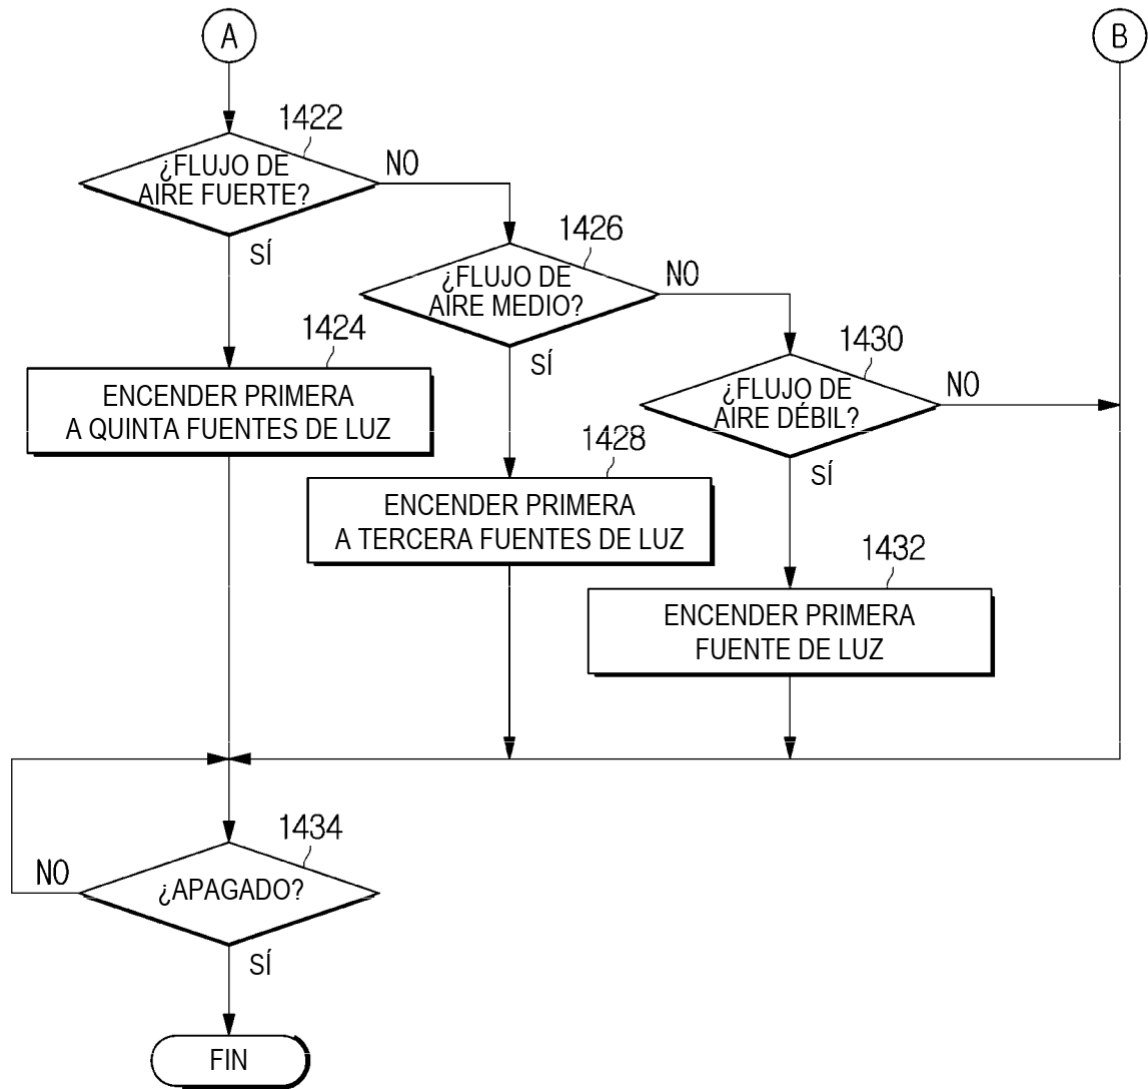 A
B
1422
¿FLUJO DE
AIRE FUERTE?
NO
SÍ
1426
¿FLUJO DE
AIRE MEDIO?
NO
SÍ
1424
ENCENDER PRIMERA
A QUINTA FUENTES DE LUZ
1430
¿FLUJO DE
AIRE DÉBIL?
NO
SÍ
1428
ENCENDER PRIMERA
A TERCERA FUENTES DE LUZ
1432
ENCENDER PRIMERA
FUENTE DE LUZ
1434
¿APAGADO?
NO
SÍ
FIN